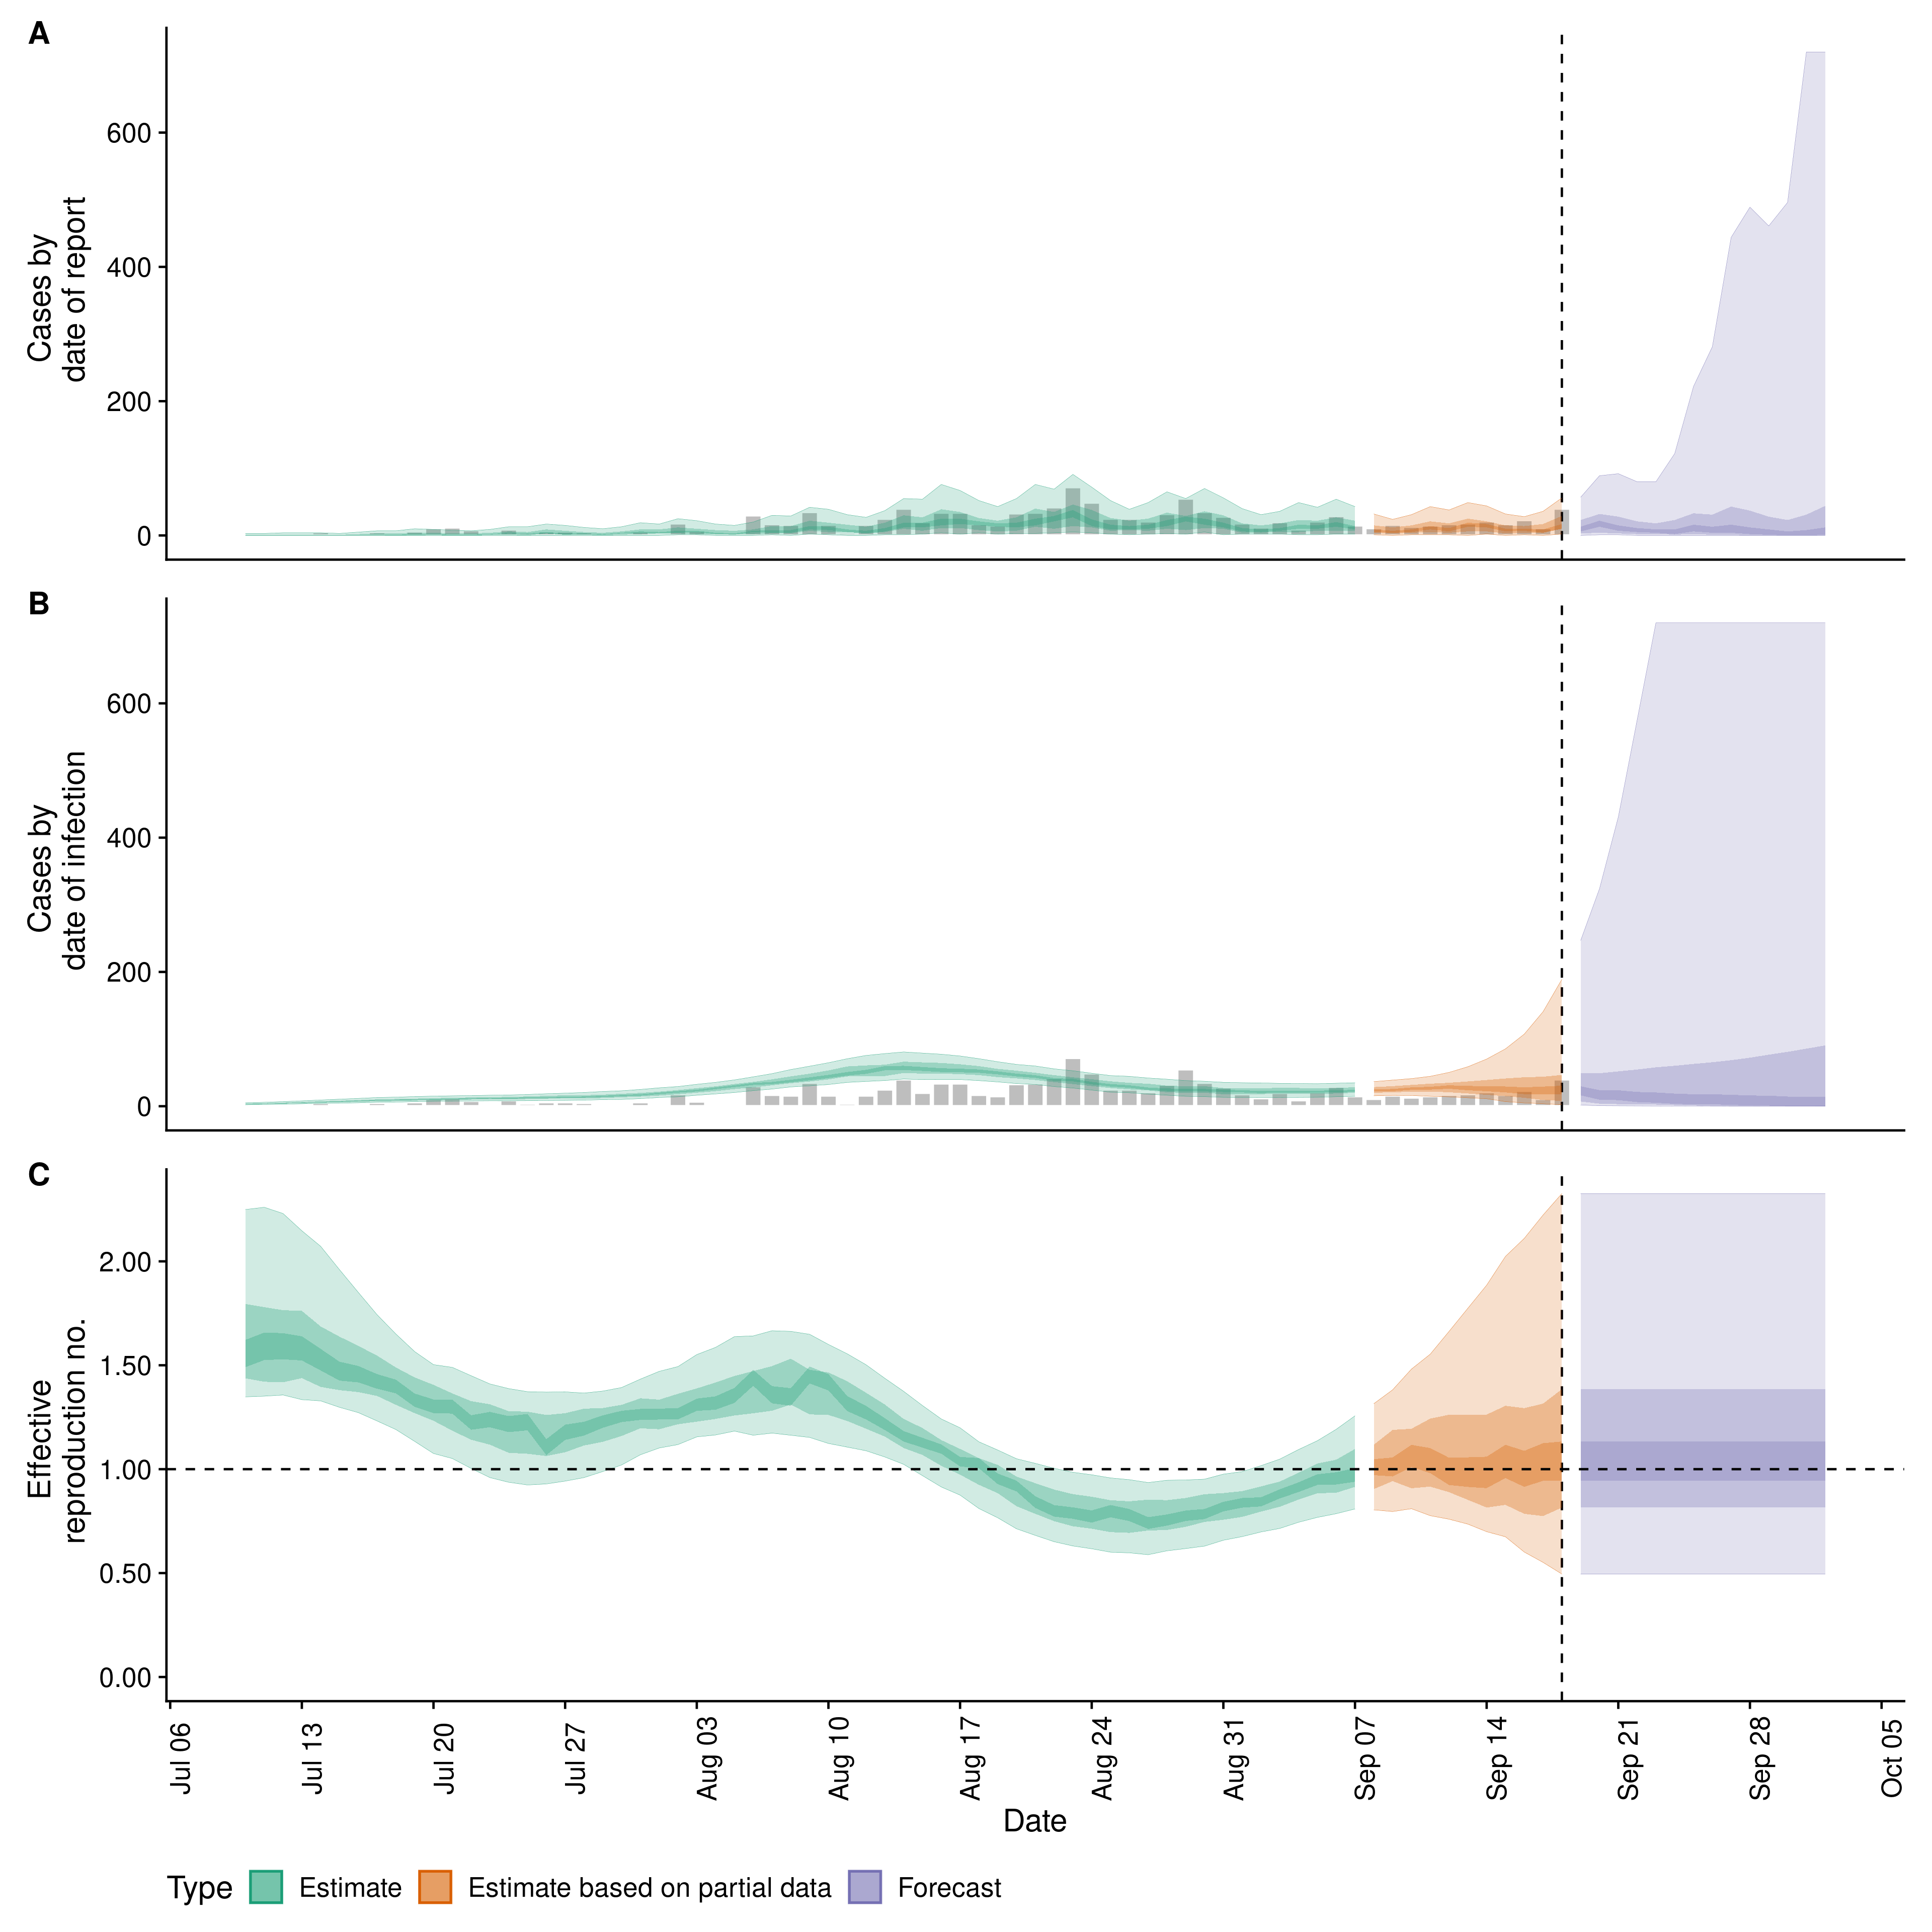 A
Cases by
date of report
600
400
200
0
B
Cases by
date of infection
600
400
200
0
C
Effective
reproduction no.
2.00
1.50
1.00
0.50
0.00
Jul 06
Jul 13
Jul 20
Jul 27
Aug 03
Aug 10
Aug 17
Aug 24
Aug 31
Sep 07
Sep 14
Sep 21
Sep 28
Oct 05
Date
Type Estimate Estimate based on partial data Forecast